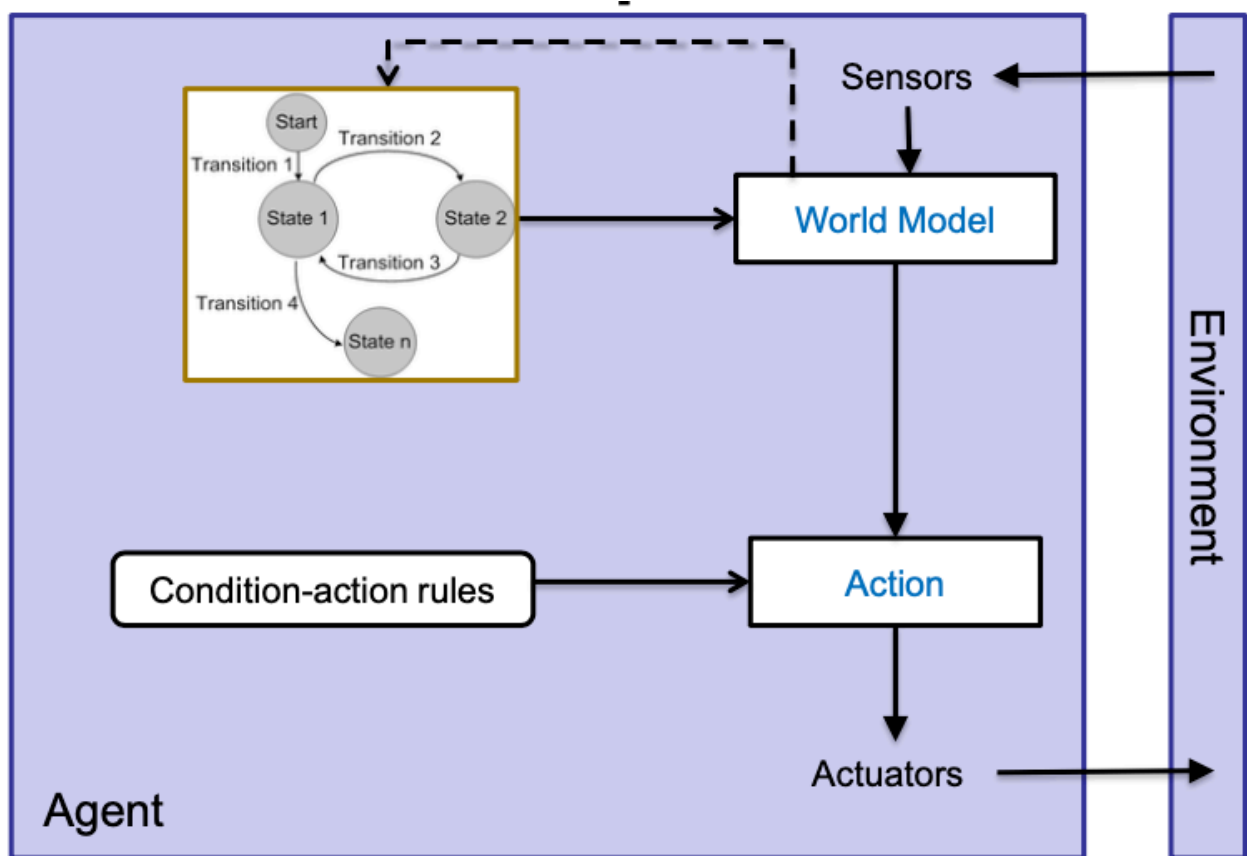 Sensors
Start
Transition 2
Transition 1
State 1
State 2
World Model
Transition 3
Transition 4
State n
Environment
Condition-action rules
Action
Actuators
Agent